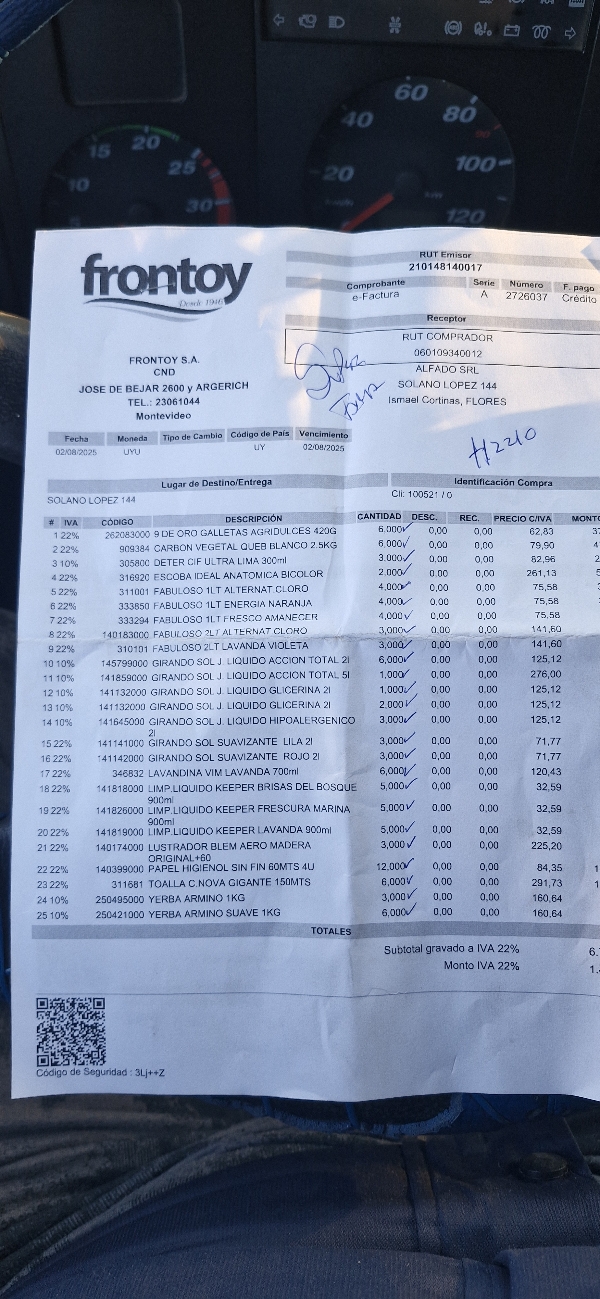 60
40
80
20
100
120
15
20
25
10
30
frontoy
Desde 1946
RUT Emisor
210148140017
Comprobante Serie Número F. pago
e-Factura A 2726037 Crédito
Receptor
RUT COMPRADOR
060109340012
ALFADO SRL
SOLANO LOPEZ 144
Ismael Cortinas, FLORES
FRONTOY S.A.
CND
JOSE DE BEJAR 2600 y ARGERICH
TEL.: 23061044
Montevideo
Fecha Moneda Tipo de Cambio Código de País Vencimiento
02/08/2025 UYU UY 02/08/2025
H2210
Lugar de Destino/Entrega Identificación Compra
SOLANO LOPEZ 144 Cli: 100521 / 0
# IVA CÓDIGO DESCRIPCIÓN CANTIDAD DESC. REC. PRECIO C/IVA MONTO
1 22% 262083000 9 DE ORO GALLETAS AGRIDULCES 420G 6,000 0,00 0,00 62,83
2 22% 909384 CARBON VEGETAL QUEB BLANCO 2.5KG 6,000 0,00 0,00 79,90
3 10% 305800 DETER CIF ULTRA LIMA 300ml 3,000 0,00 0,00 82,96
4 22% 316920 ESCOBA IDEAL ANATOMICA BICOLOR 2,000 0,00 0,00 261,13
5 22% 311001 FABULOSO 1LT ALTERNAT CLORO 4,000 0,00 0,00 75,58
6 22% 333850 FABULOSO 1LT ENERGIA NARANJA 4,000 0,00 0,00 75,58
7 22% 333294 FABULOSO 1LT FRESCO AMANECER 4,000 0,00 0,00 75,58
8 22% 140183000 FABULOSO 2LT ALTERNAT CLORO 3,000 0,00 0,00 141,60
9 22% 310101 FABULOSO 2LT LAVANDA VIOLETA 3,000 0,00 0,00 141,60
10 10% 145799000 GIRANDO SOL J. LIQUIDO ACCION TOTAL 2l 6,000 0,00 0,00 125,12
11 10% 141859000 GIRANDO SOL J. LIQUIDO ACCION TOTAL 5l 1,000 0,00 0,00 276,00
12 10% 141132000 GIRANDO SOL J. LIQUIDO GLICERINA 2l 1,000 0,00 0,00 125,12
13 10% 141132000 GIRANDO SOL J. LIQUIDO GLICERINA 2l 2,000 0,00 0,00 125,12
14 10% 141645000 GIRANDO SOL J. LIQUIDO HIPOALERGENICO 3,000 0,00 0,00 125,12
2l
15 22% 141141000 GIRANDO SOL SUAVIZANTE LILA 2l 3,000 0,00 0,00 71,77
16 22% 141142000 GIRANDO SOL SUAVIZANTE ROJO 2l 3,000 0,00 0,00 71,77
17 22% 346832 LAVANDINA VIM LAVANDA 700ml 6,000 0,00 0,00 120,43
18 22% 141818000 LIMP.LIQUIDO KEEPER BRISAS DEL BOSQUE 5,000 0,00 0,00 32,59
900ml
19 22% 141826000 LIMP.LIQUIDO KEEPER FRESCURA MARINA 5,000 0,00 0,00 32,59
900ml
20 22% 141819000 LIMP.LIQUIDO KEEPER LAVANDA 900ml 5,000 0,00 0,00 32,59
21 22% 140174000 LUSTRADOR BLEM AERO MADERA 3,000 0,00 0,00 225,20
ORIGINAL+60
22 22% 140399000 PAPEL HIGIENOL SIN FIN 60MTS 4U 12,000 0,00 0,00 84,35
23 22% 311681 TOALLA C.NOVA GIGANTE 150MTS 6,000 0,00 0,00 291,73
24 10% 250495000 YERBA ARMINO 1KG 3,000 0,00 0,00 160,64
25 10% 250421000 YERBA ARMINO SUAVE 1KG 6,000 0,00 0,00 160,64
TOTALES
Subtotal gravado a IVA 22%
Monto IVA 22%
Código de Seguridad : 3Lj++Z